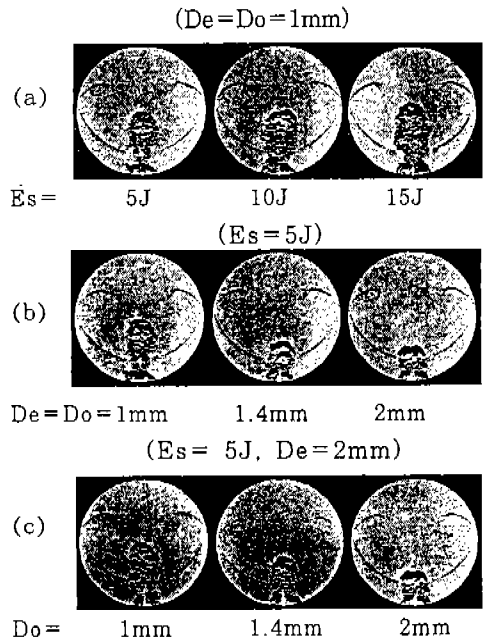 (De=Do=1mm)
(a)
Es= 5J 10J 15J
(Es=5J)
(b)
De=Do=1mm 1.4mm 2mm
(Es= 5J, De=2mm)
(c)
Do= 1mm 1.4mm 2mm